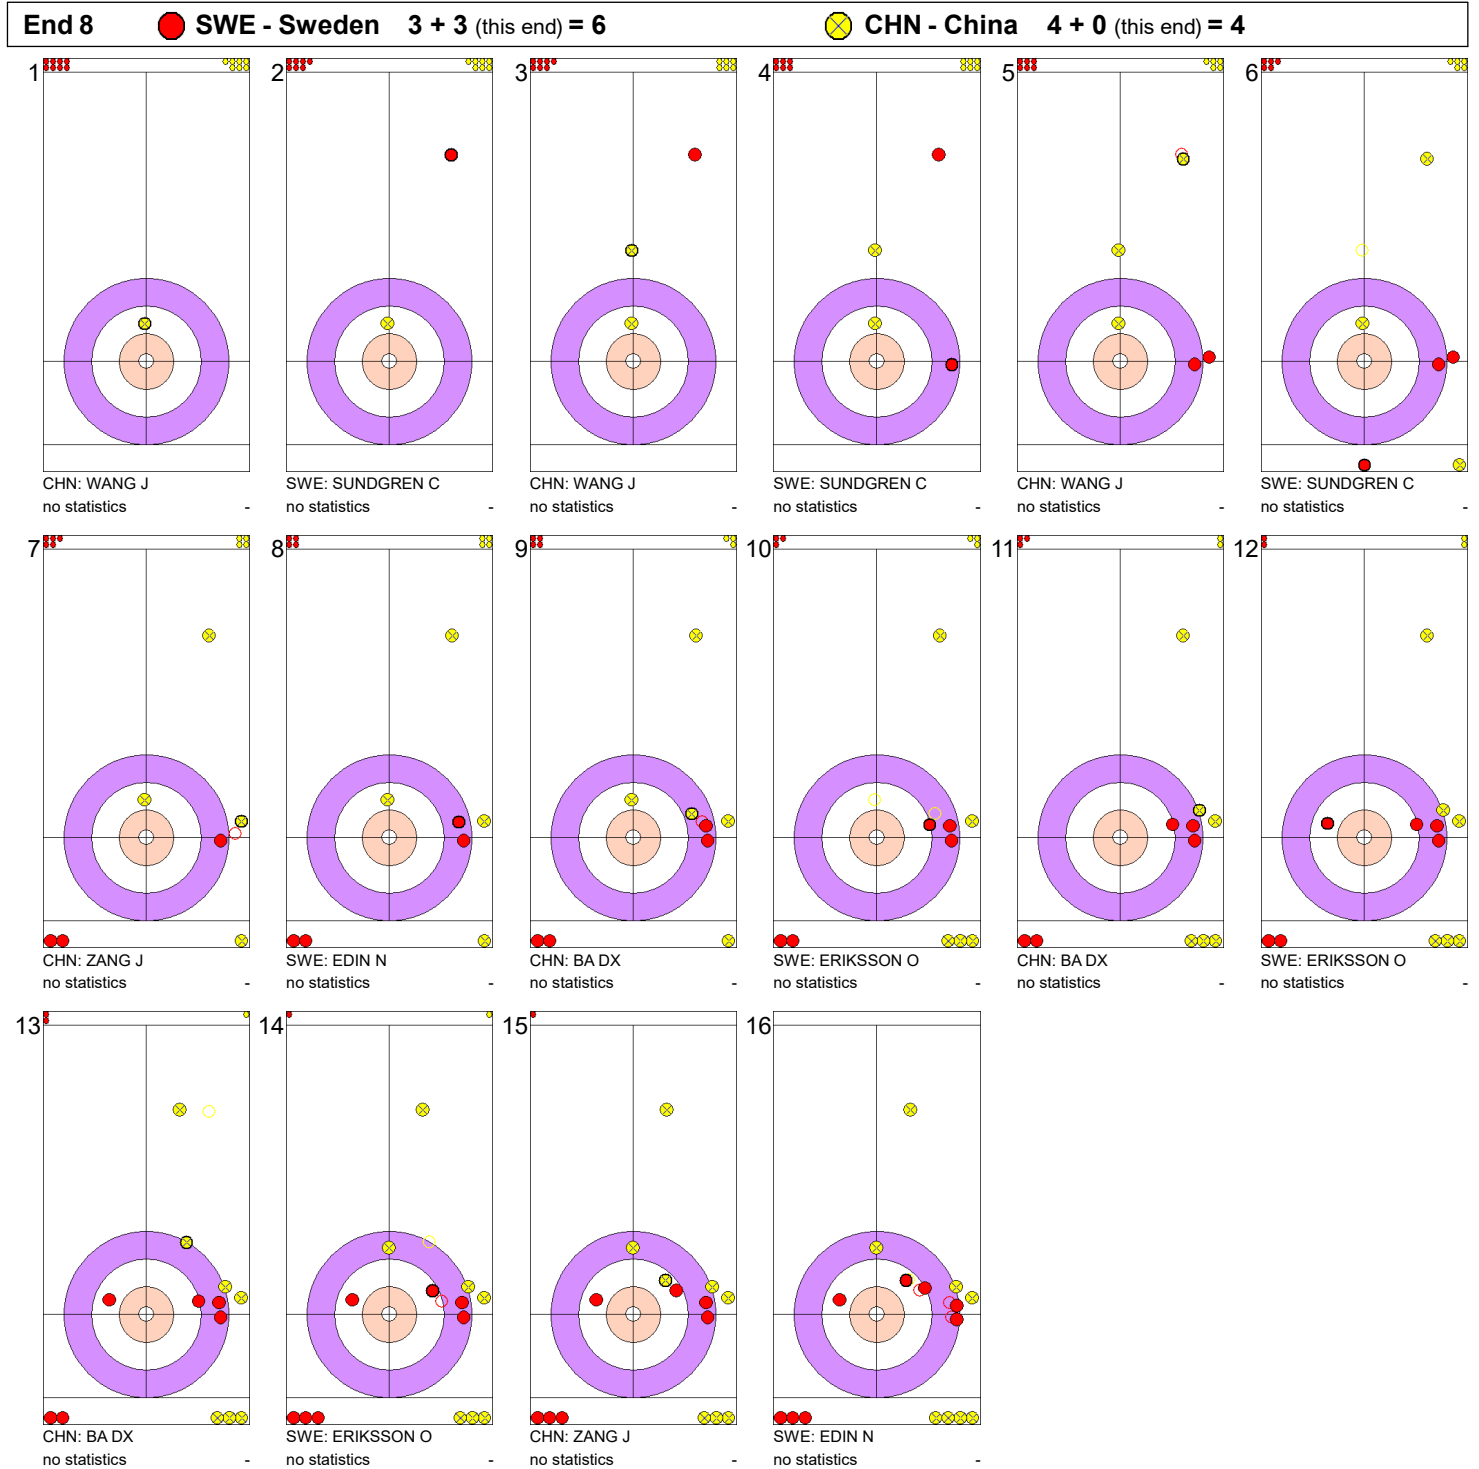 End 8 SWE - Sweden 3 + 3 (this end) = 6 CHN - China 4 + 0 (this end) = 4
1 2 3 4 5 6
CHN: WANG J SWE: SUNDGREN C CHN: WANG J SWE: SUNDGREN C CHN: WANG J SWE: SUNDGREN C
no statistics - no statistics - no statistics - no statistics - no statistics - no statistics -
7 8 9 10 11 12
CHN: ZANG J SWE: EDIN N CHN: BA DX SWE: ERIKSSON O CHN: BA DX SWE: ERIKSSON O
no statistics - no statistics - no statistics - no statistics - no statistics - no statistics -
13 14 15 16
CHN: BA DX SWE: ERIKSSON O CHN: ZANG J SWE: EDIN N
no statistics - no statistics - no statistics - no statistics -